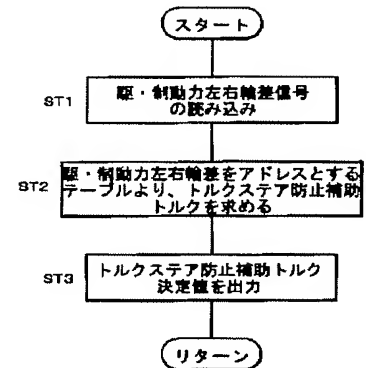 スタート
ST1
駆・制動力左右輪差信号
の読み込み
ST2
駆・制動力左右輪差をアドレスとする
テーブルより、トルクステア防止補助
トルクを求める
ST3
トルクステア防止補助トルク
決定値を出力
リターン